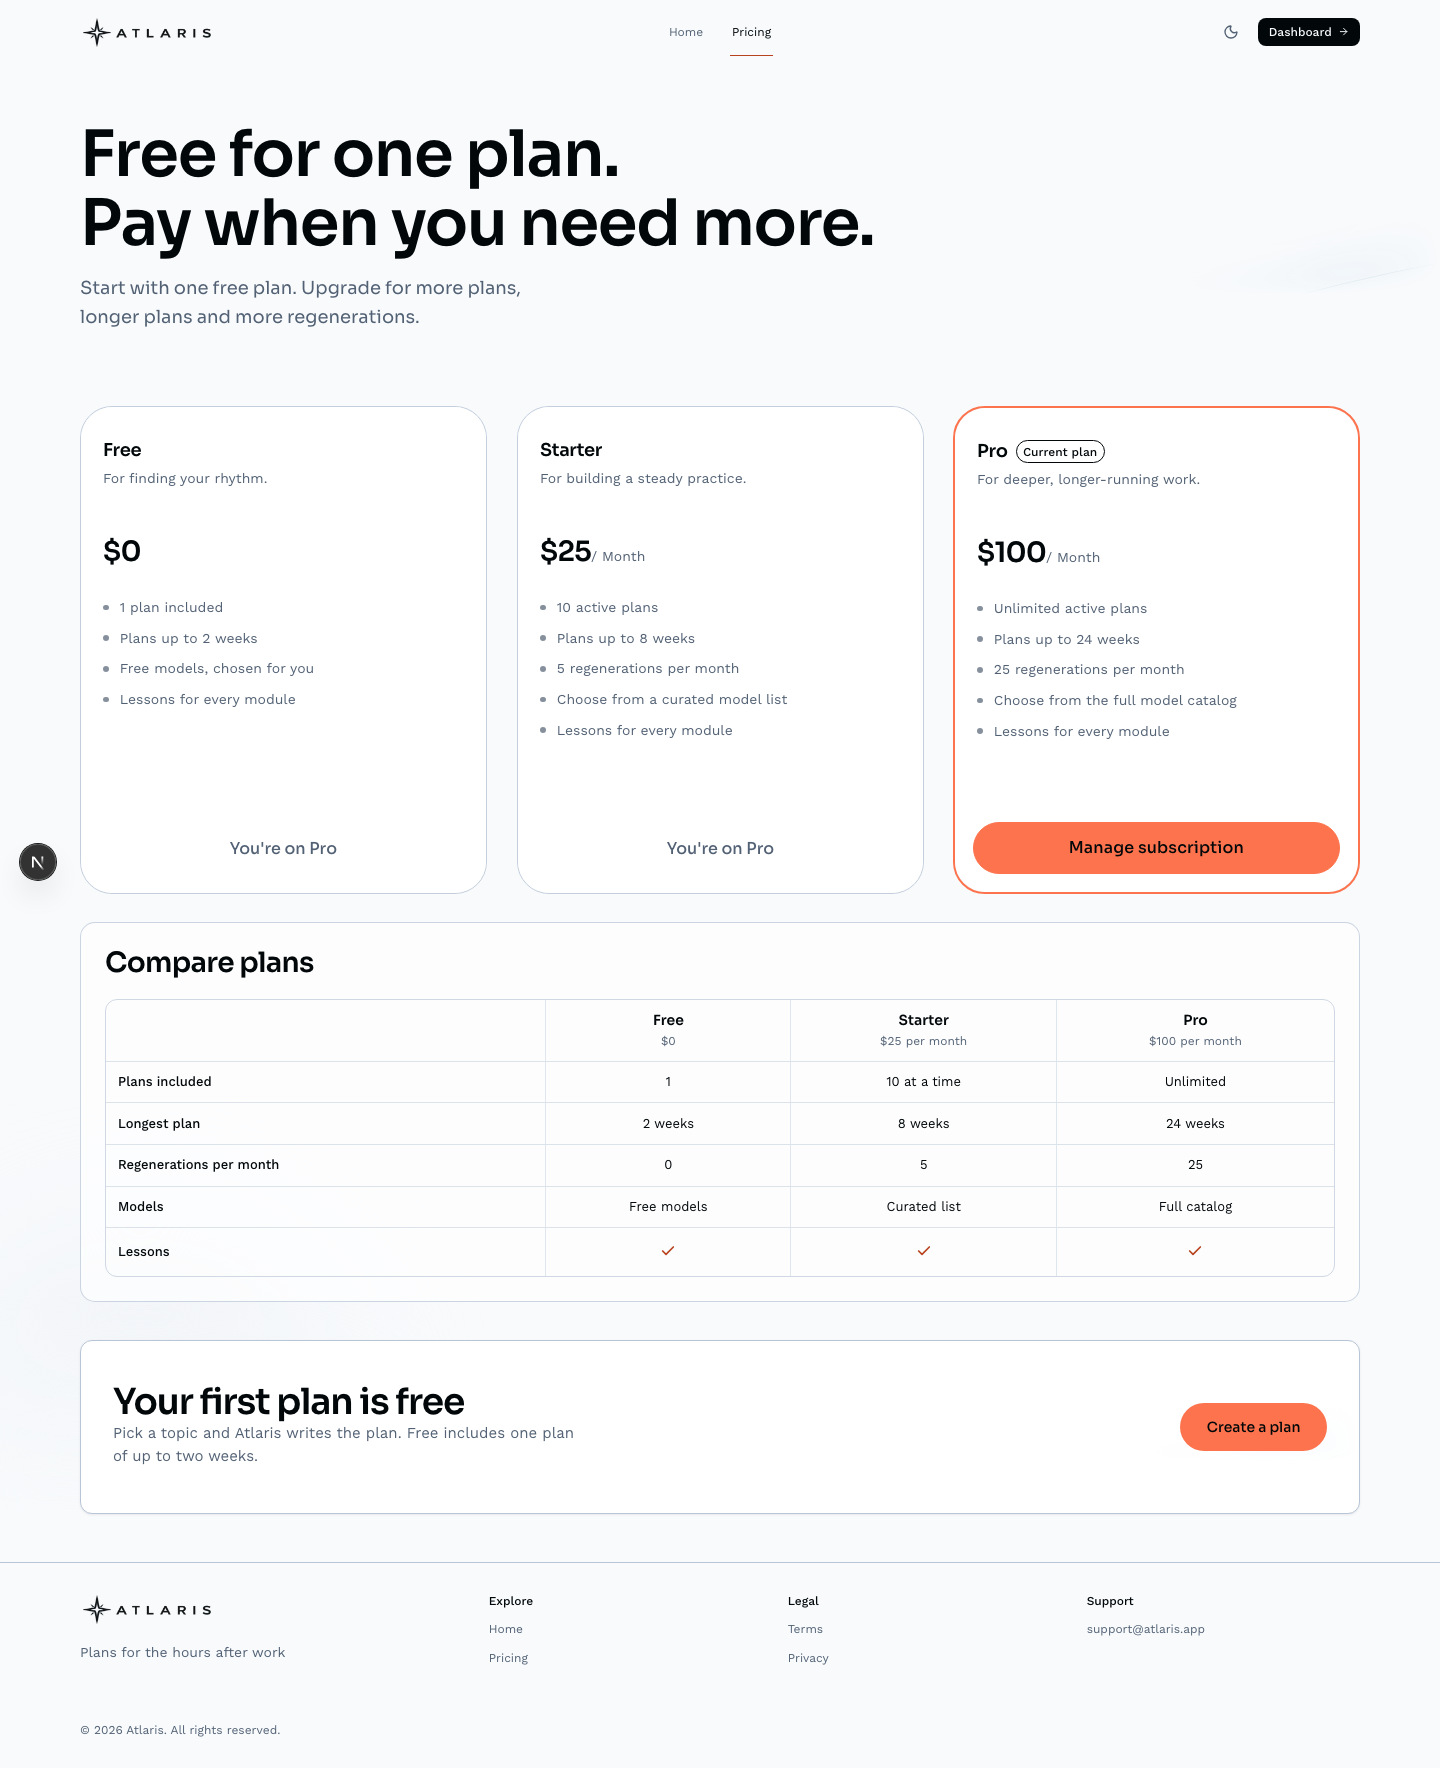 ATLARIS
Home
Pricing
Dashboard →
Free for one plan.
Pay when you need more.
Start with one free plan. Upgrade for more plans,
longer plans and more regenerations.
Free
For finding your rhythm.
$0
1 plan included
Plans up to 2 weeks
Free models, chosen for you
Lessons for every module
You're on Pro
Starter
For building a steady practice.
$25/ Month
10 active plans
Plans up to 8 weeks
5 regenerations per month
Choose from a curated model list
Lessons for every module
You're on Pro
Pro Current plan
For deeper, longer-running work.
$100/ Month
Unlimited active plans
Plans up to 24 weeks
25 regenerations per month
Choose from the full model catalog
Lessons for every module
Manage subscription
N
Compare plans
Free Starter Pro
$0 $25 per month $100 per month
Plans included 1 10 at a time Unlimited
Longest plan 2 weeks 8 weeks 24 weeks
Regenerations per month 0 5 25
Models Free models Curated list Full catalog
Lessons ✓ ✓ ✓
Your first plan is free
Pick a topic and Atlaris writes the plan. Free includes one plan
of up to two weeks.
Create a plan
ATLARIS
Plans for the hours after work
Explore
Home
Pricing
Legal
Terms
Privacy
Support
support@atlaris.app
© 2026 Atlaris. All rights reserved.